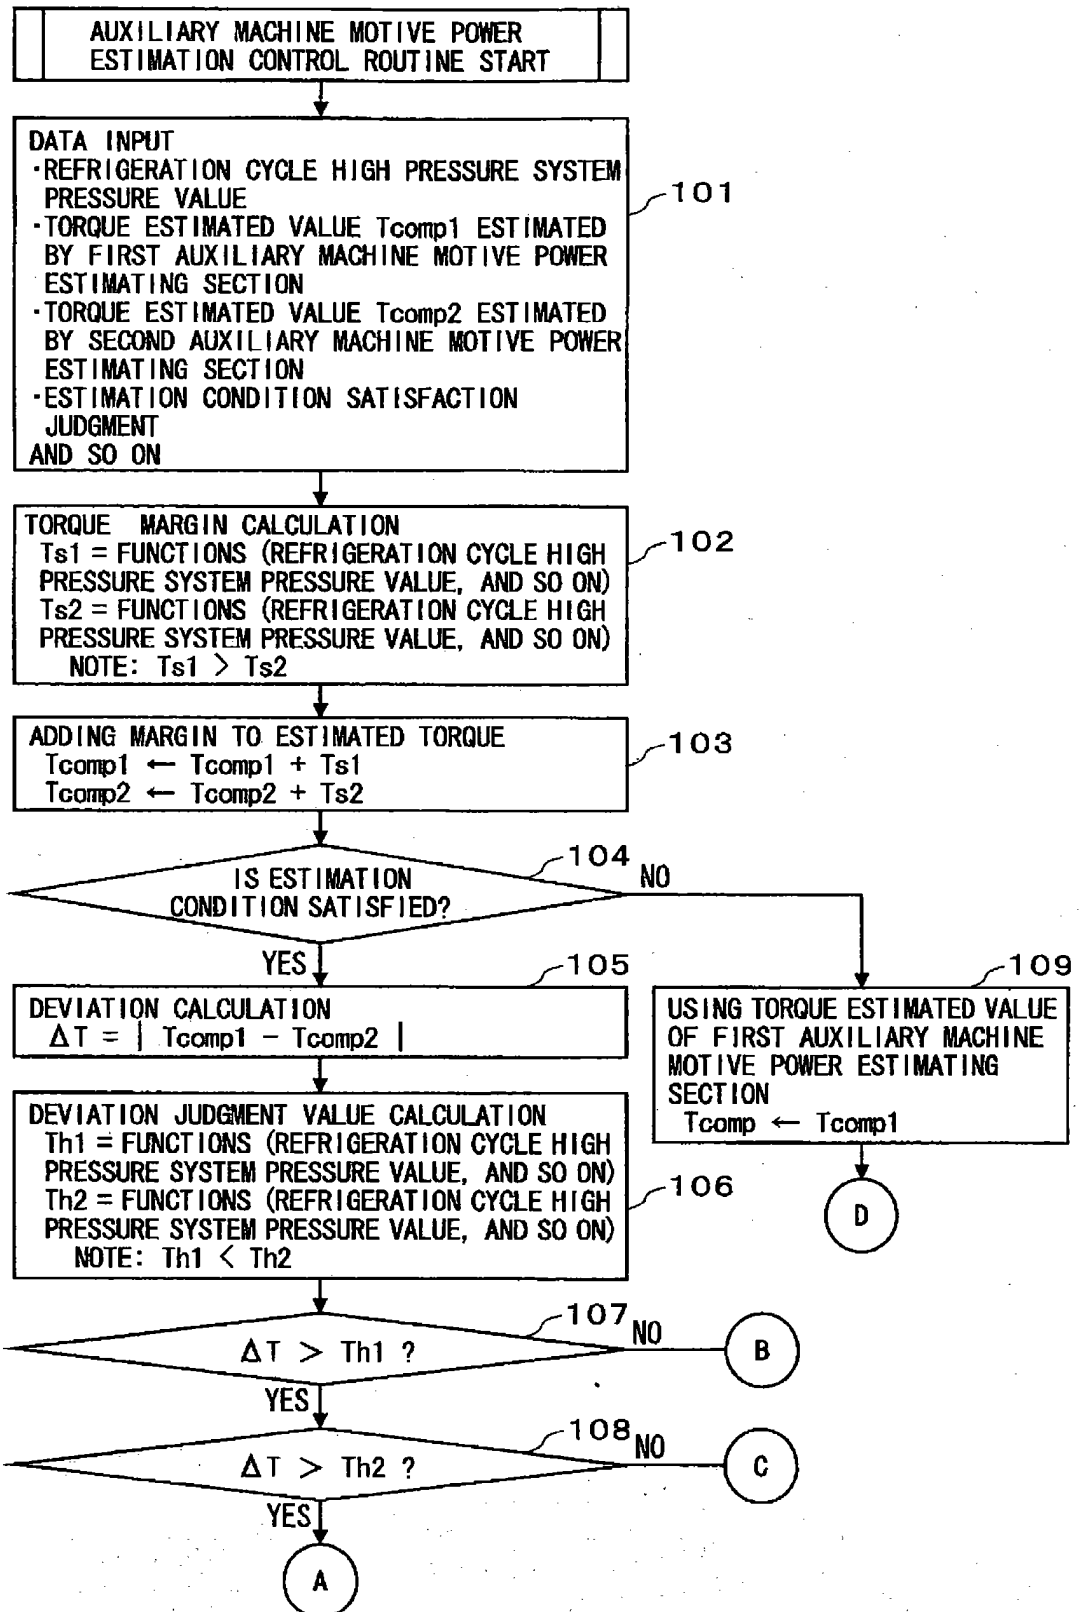 AUXILIARY MACHINE MOTIVE POWER
ESTIMATION CONTROL ROUTINE START
DATA INPUT
·REFRIGERATION CYCLE HIGH PRESSURE SYSTEM
PRESSURE VALUE
·TORQUE ESTIMATED VALUE Tcomp1 ESTIMATED
BY FIRST AUXILIARY MACHINE MOTIVE POWER
ESTIMATING SECTION
·TORQUE ESTIMATED VALUE Tcomp2 ESTIMATED
BY SECOND AUXILIARY MACHINE MOTIVE POWER
ESTIMATING SECTION
·ESTIMATION CONDITION SATISFACTION
JUDGMENT
AND SO ON
101
TORQUE MARGIN CALCULATION
Ts1 = FUNCTIONS (REFRIGERATION CYCLE HIGH
PRESSURE SYSTEM PRESSURE VALUE, AND SO ON)
Ts2 = FUNCTIONS (REFRIGERATION CYCLE HIGH
PRESSURE SYSTEM PRESSURE VALUE, AND SO ON)
NOTE: Ts1 > Ts2
102
ADDING MARGIN TO ESTIMATED TORQUE
Tcomp1 ← Tcomp1 + Ts1
Tcomp2 ← Tcomp2 + Ts2
103
IS ESTIMATION
CONDITION SATISFIED?
104
NO
YES
DEVIATION CALCULATION
ΔT = | Tcomp1 - Tcomp2 |
105
USING TORQUE ESTIMATED VALUE
OF FIRST AUXILIARY MACHINE
MOTIVE POWER ESTIMATING
SECTION
Tcomp ← Tcomp1
109
D
DEVIATION JUDGMENT VALUE CALCULATION
Th1 = FUNCTIONS (REFRIGERATION CYCLE HIGH
PRESSURE SYSTEM PRESSURE VALUE, AND SO ON)
Th2 = FUNCTIONS (REFRIGERATION CYCLE HIGH
PRESSURE SYSTEM PRESSURE VALUE, AND SO ON)
NOTE: Th1 < Th2
106
ΔT > Th1 ?
107
NO
B
YES
ΔT > Th2 ?
108
NO
C
YES
A